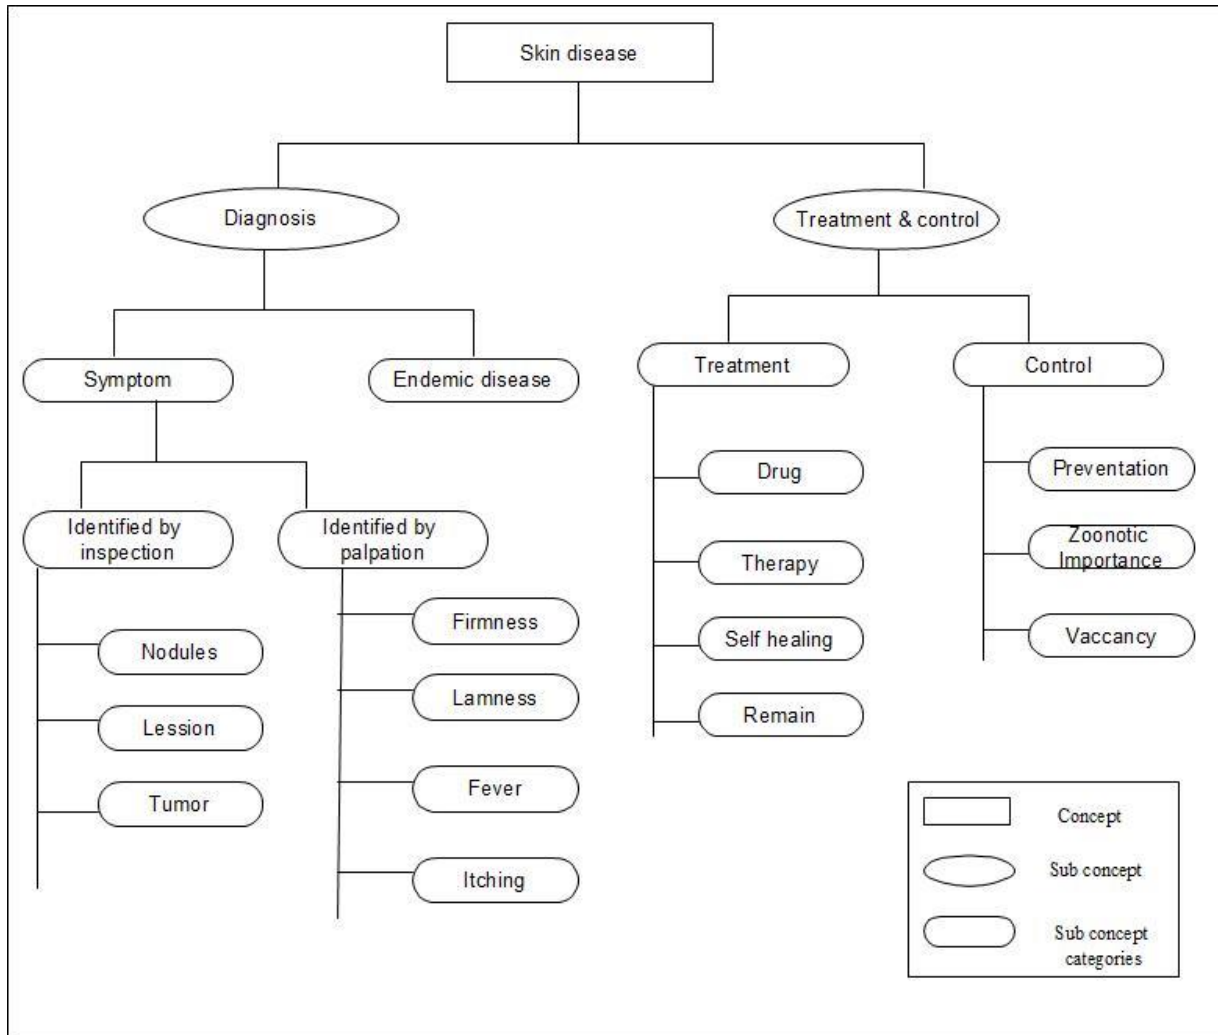 Skin disease
Diagnosis
Treatment & control
Symptom
Endemic disease
Treatment
Control
Identified by
inspection
Identified by
palpation
Nodules
Lession
Tumor
Firmness
Lamness
Fever
Itching
Drug
Therapy
Self healing
Remain
Preventation
Zoonotic
Importance
Vaccancy
Concept
Sub concept
Sub concept
categories